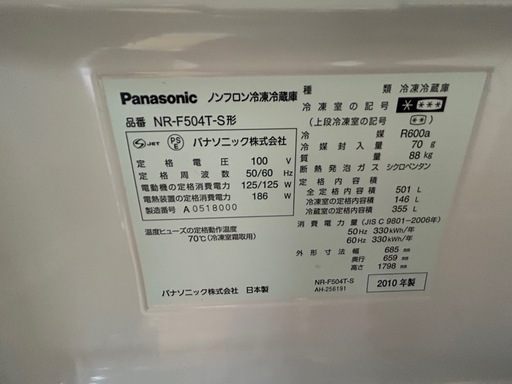 Panasonic ノンフロン冷凍冷蔵庫
品番 NR-F504T-S形
JET PS E パナソニック株式会社
定格電圧 100 V
定格周波数 50/60 Hz
電動機の定格消費電力 125/125 W
電熱装置の定格消費電力 186 W
製造番号 A 0518000
温度ヒューズの定格動作温度
70℃(冷凍室霜取用)
パナソニック株式会社 日本製
種類 冷凍冷蔵庫
冷凍室の記号 * ***
(上段冷凍室の記号) **
冷媒 R600a
冷媒封入量 70 g
質量 88 kg
断熱発泡ガス シクロペンタン
定格内容積
全定格内容積 501 L
冷凍室の定格内容積 146 L
冷蔵室の定格内容積 355 L
消費電力量 (JIS C 9801-2006年)
50Hz 330kWh/年
60Hz 330kWh/年
外形寸法 幅 685 mm
奥行 659 mm
高さ 1798 mm
NR-F504T-S
AH-256191
2010年製